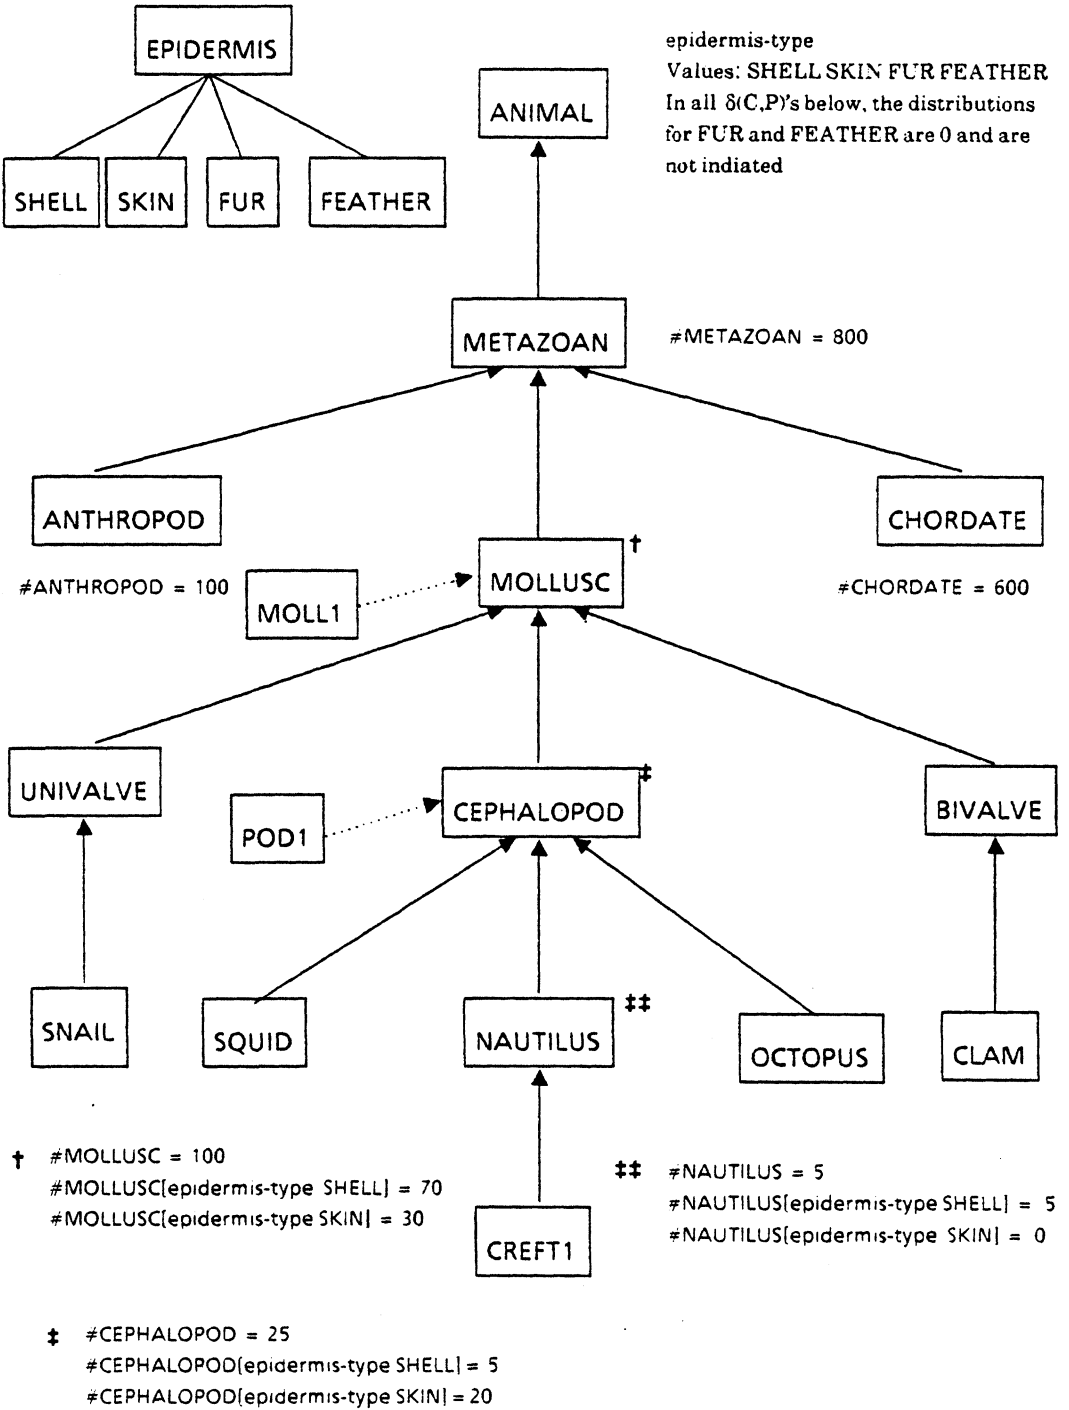 EPIDERMIS
SHELL
SKIN
FUR
FEATHER
epidermis-type
Values: SHELL SKIN FUR FEATHER
In all δ(C,P)'s below, the distributions
for FUR and FEATHER are 0 and are
not indiated
ANIMAL
METAZOAN
≠METAZOAN = 800
ANTHROPOD
≠ANTHROPOD = 100
CHORDATE
≠CHORDATE = 600
MOLLUSC †
MOLL1
UNIVALVE
CEPHALOPOD ‡
POD1
BIVALVE
SNAIL
SQUID
NAUTILUS ‡‡
OCTOPUS
CLAM
CREFT1
† ≠MOLLUSC = 100
≠MOLLUSC[epidermis-type SHELL] = 70
≠MOLLUSC[epidermis-type SKIN] = 30
‡‡ ≠NAUTILUS = 5
≠NAUTILUS[epidermis-type SHELL] = 5
≠NAUTILUS[epidermis-type SKIN] = 0
‡ ≠CEPHALOPOD = 25
≠CEPHALOPOD[epidermis-type SHELL] = 5
≠CEPHALOPOD[epidermis-type SKIN] = 20